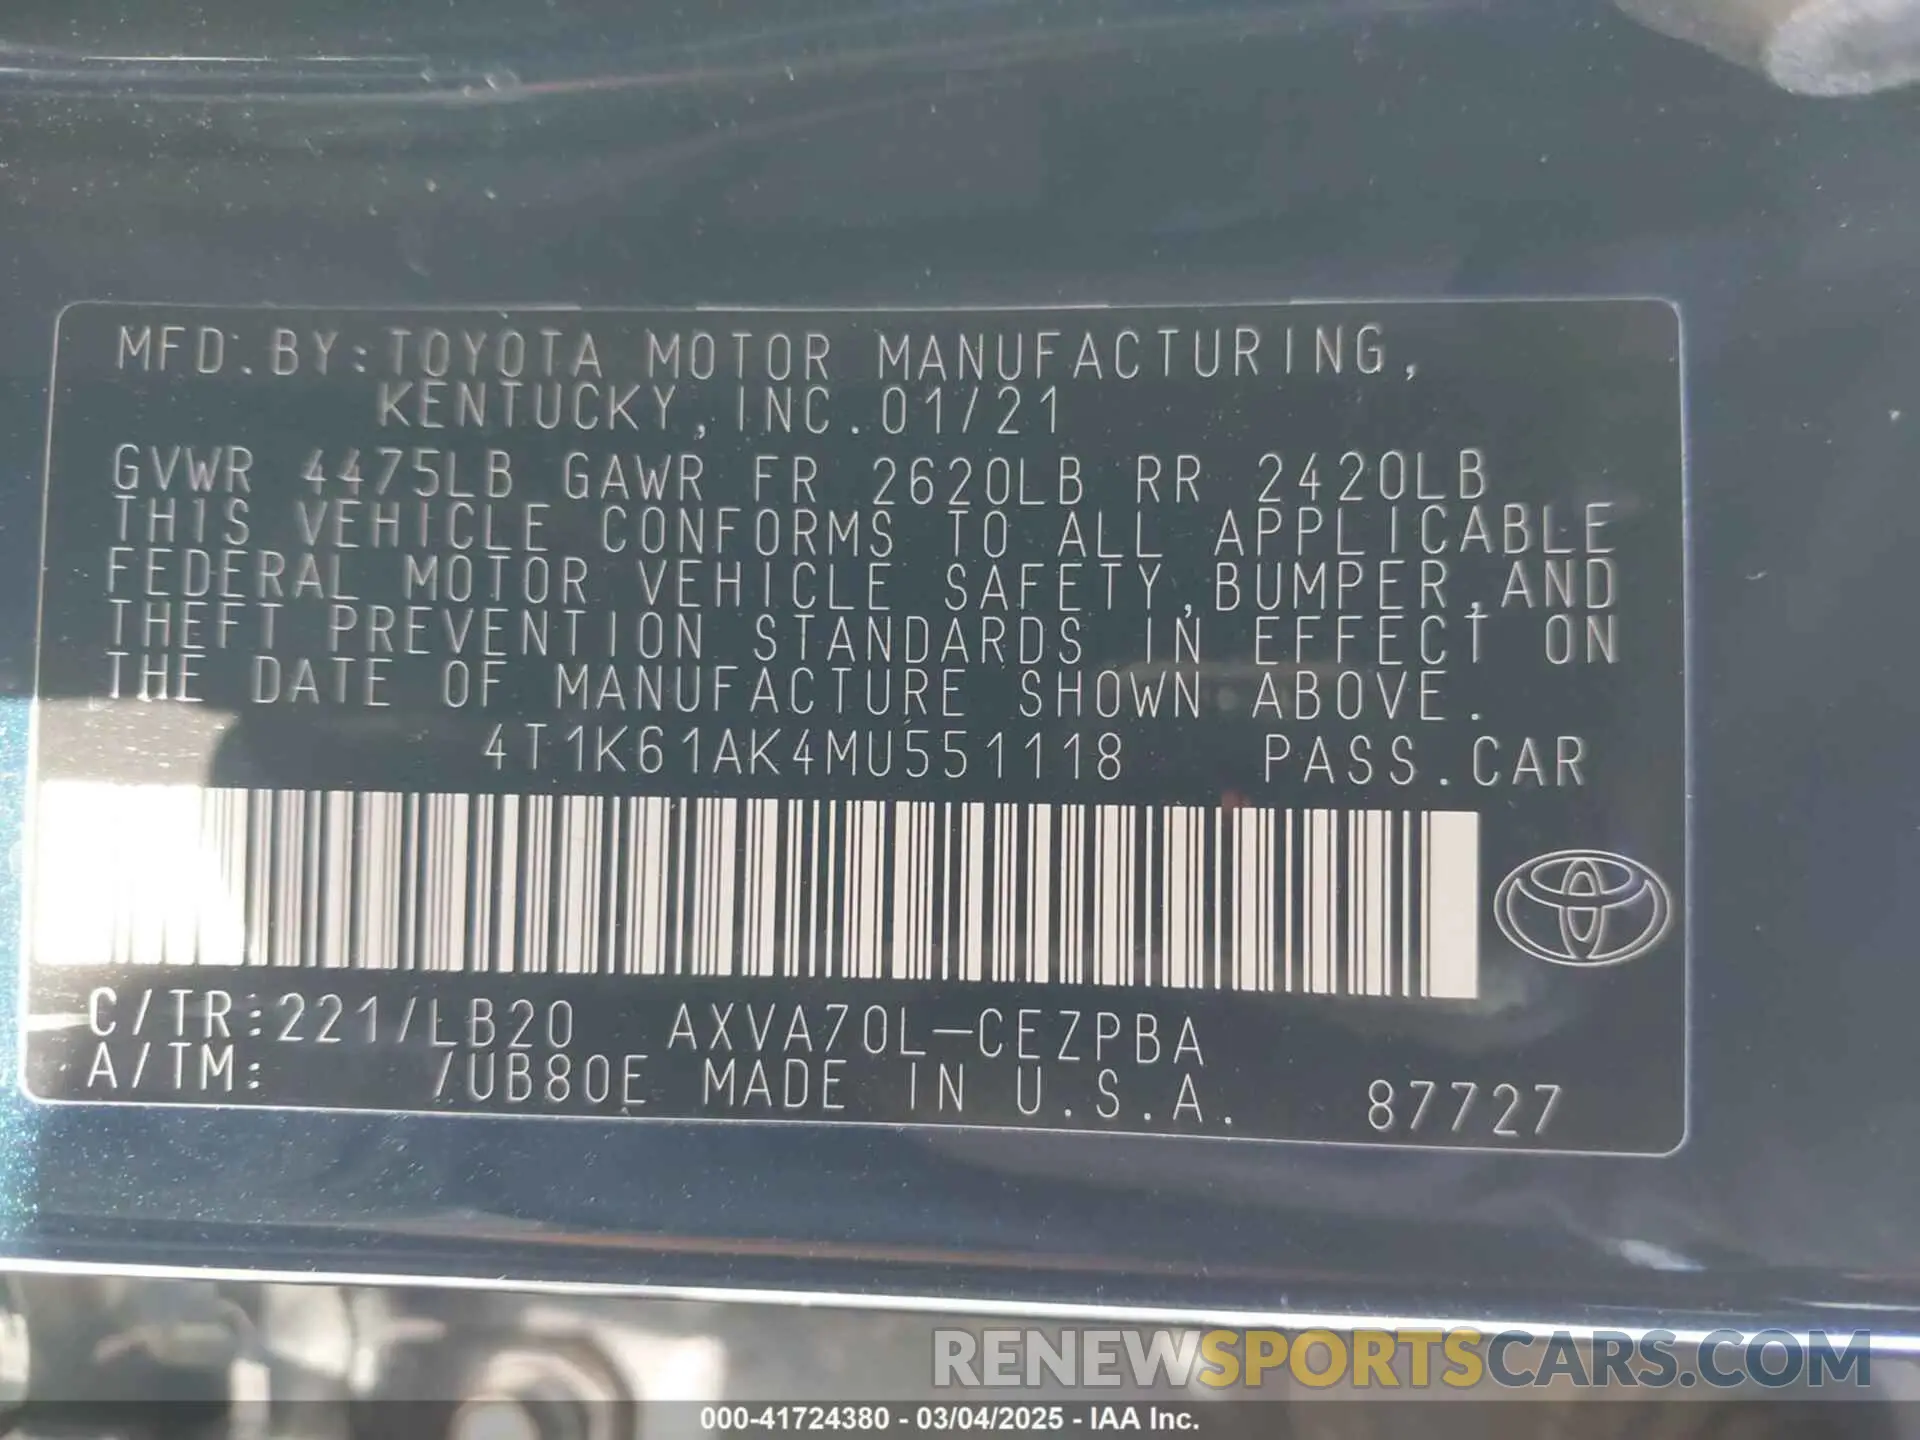 MFD.BY:TOYOTA MOTOR MANUFACTURING,
KENTUCKY,INC.01/21
GVWR 4475LB GAWR FR 2620LB RR 2420LB
THIS VEHICLE CONFORMS TO ALL APPLICABLE
FEDERAL MOTOR VEHICLE SAFETY,BUMPER,AND
THEFT PREVENTION STANDARDS IN EFFECT ON
THE DATE OF MANUFACTURE SHOWN ABOVE.
4T1K61AK4MU551118 PASS.CAR
C/TR:221/LB20 AXVA70L-CEZPBA
A/TM: /UB80E MADE IN U.S.A. 87727
RENEWSPORTSCARS.COM
000-41724380 - 03/04/2025 - IAA Inc.